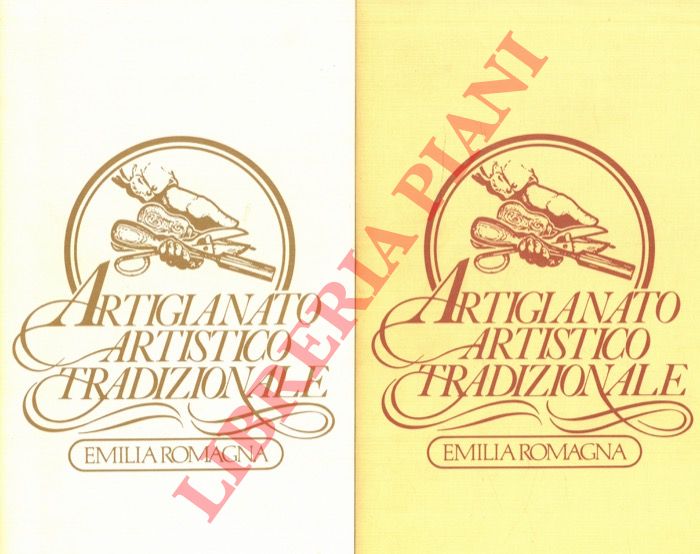 ARTIGIANATO
ARTISTICO
TRADIZIONALE
EMILIA ROMAGNA
ARTIGIANATO
ARTISTICO
TRADIZIONALE
EMILIA ROMAGNA
LIBRERIA PIANI